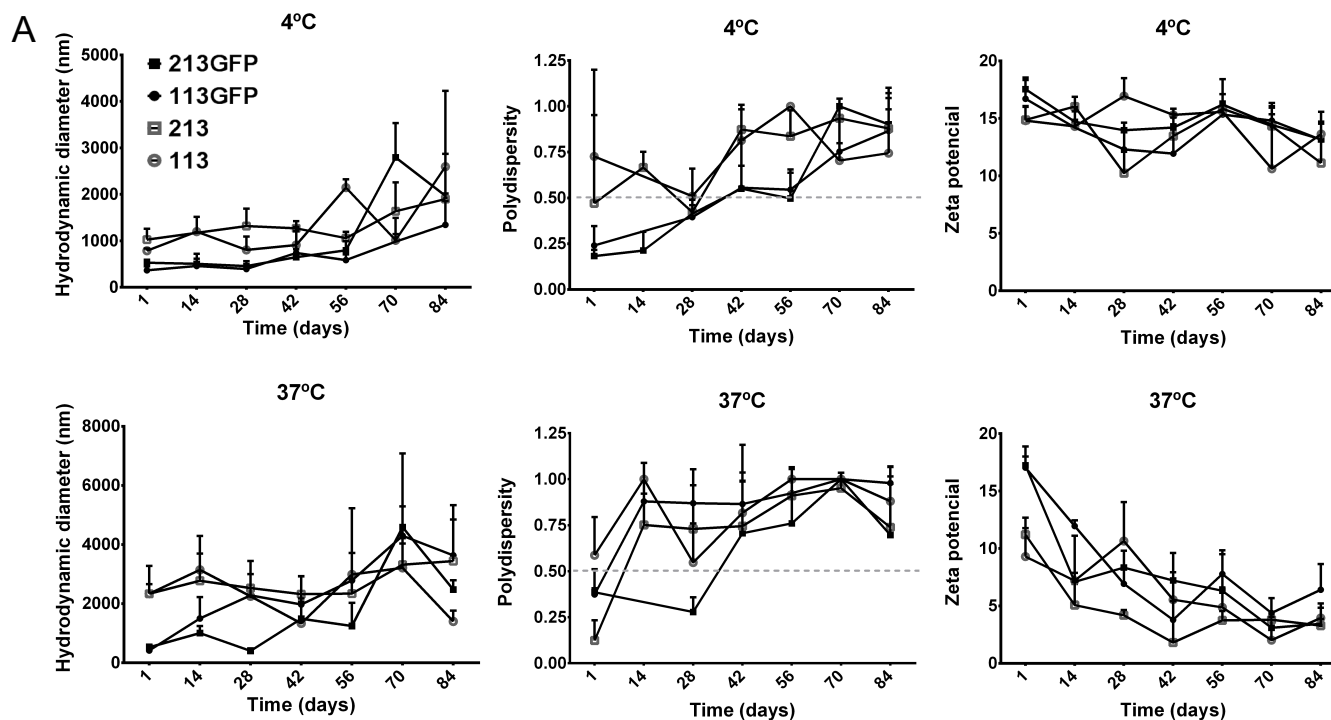 A
4ºC
Hydrodynamic diameter (nm)
5000
4000
3000
2000
1000
0
213GFP
113GFP
213
113
1 14 28 42 56 70 84
Time (days)
4ºC
Polydispersity
1.25
1.00
0.75
0.50
0.25
0.00
1 14 28 42 56 70 84
Time (days)
4ºC
Zeta potencial
20
15
10
5
0
1 14 28 42 56 70 84
Time (days)
37ºC
Hydrodynamic diameter (nm)
8000
6000
4000
2000
0
1 14 28 42 56 70 84
Time (days)
37ºC
Polydispersity
1.25
1.00
0.75
0.50
0.25
0.00
1 14 28 42 56 70 84
Time (days)
37ºC
Zeta potencial
20
15
10
5
0
1 14 28 42 56 70 84
Time (days)